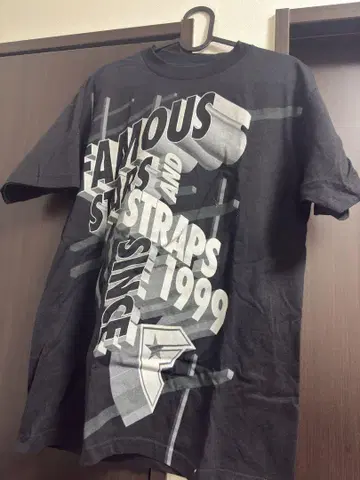 FAMOUS
STARS
AND
STRAPS
SINCE
1999
F